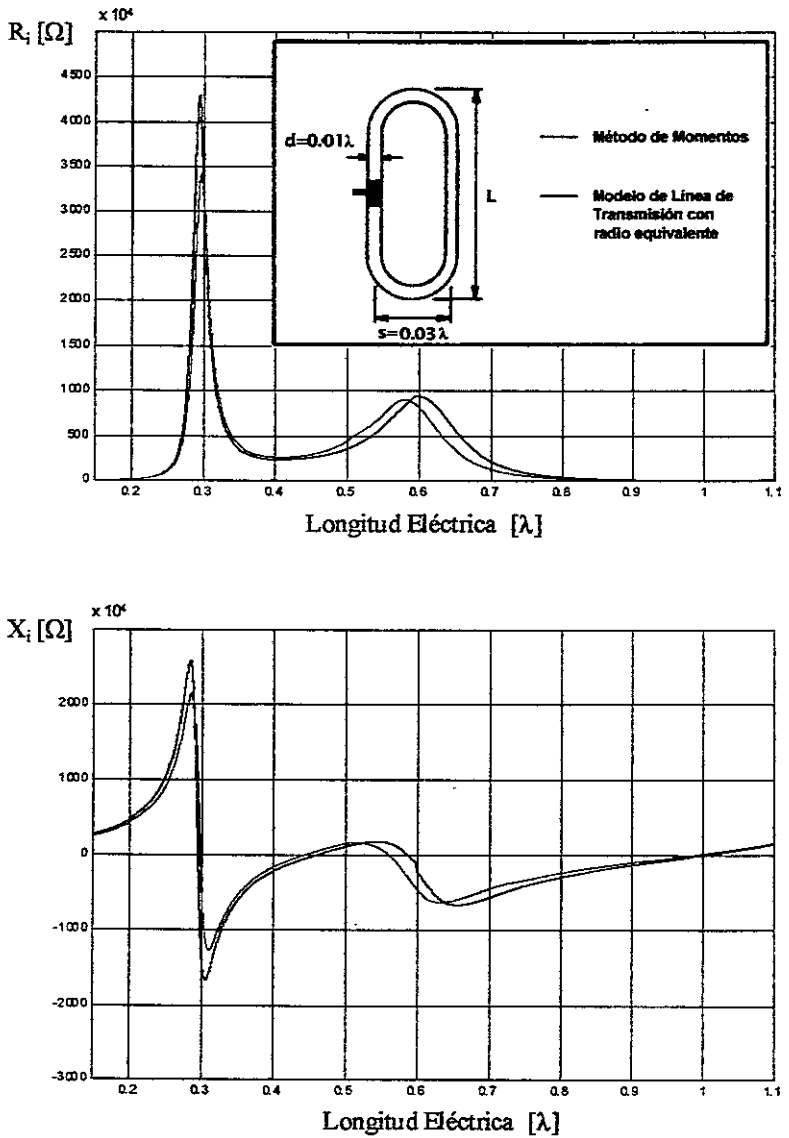 x 10⁴
Rᵢ [Ω]
4500
4500
4000
3500
3000
2500
2000
1500
1000
500
0
d=0.01λ
L
s=0.03λ
Método de Momentos
Modelo de Línea de
Transmisión con
radio equivalente
0.2 0.3 0.4 0.5 0.6 0.7 0.8 0.9 1 1.1
Longitud Eléctrica [λ]
x 10⁴
Xᵢ [Ω]
2000
1000
0
-1000
-2000
-3000
0.2 0.3 0.4 0.5 0.6 0.7 0.8 0.9 1 1.1
Longitud Eléctrica [λ]